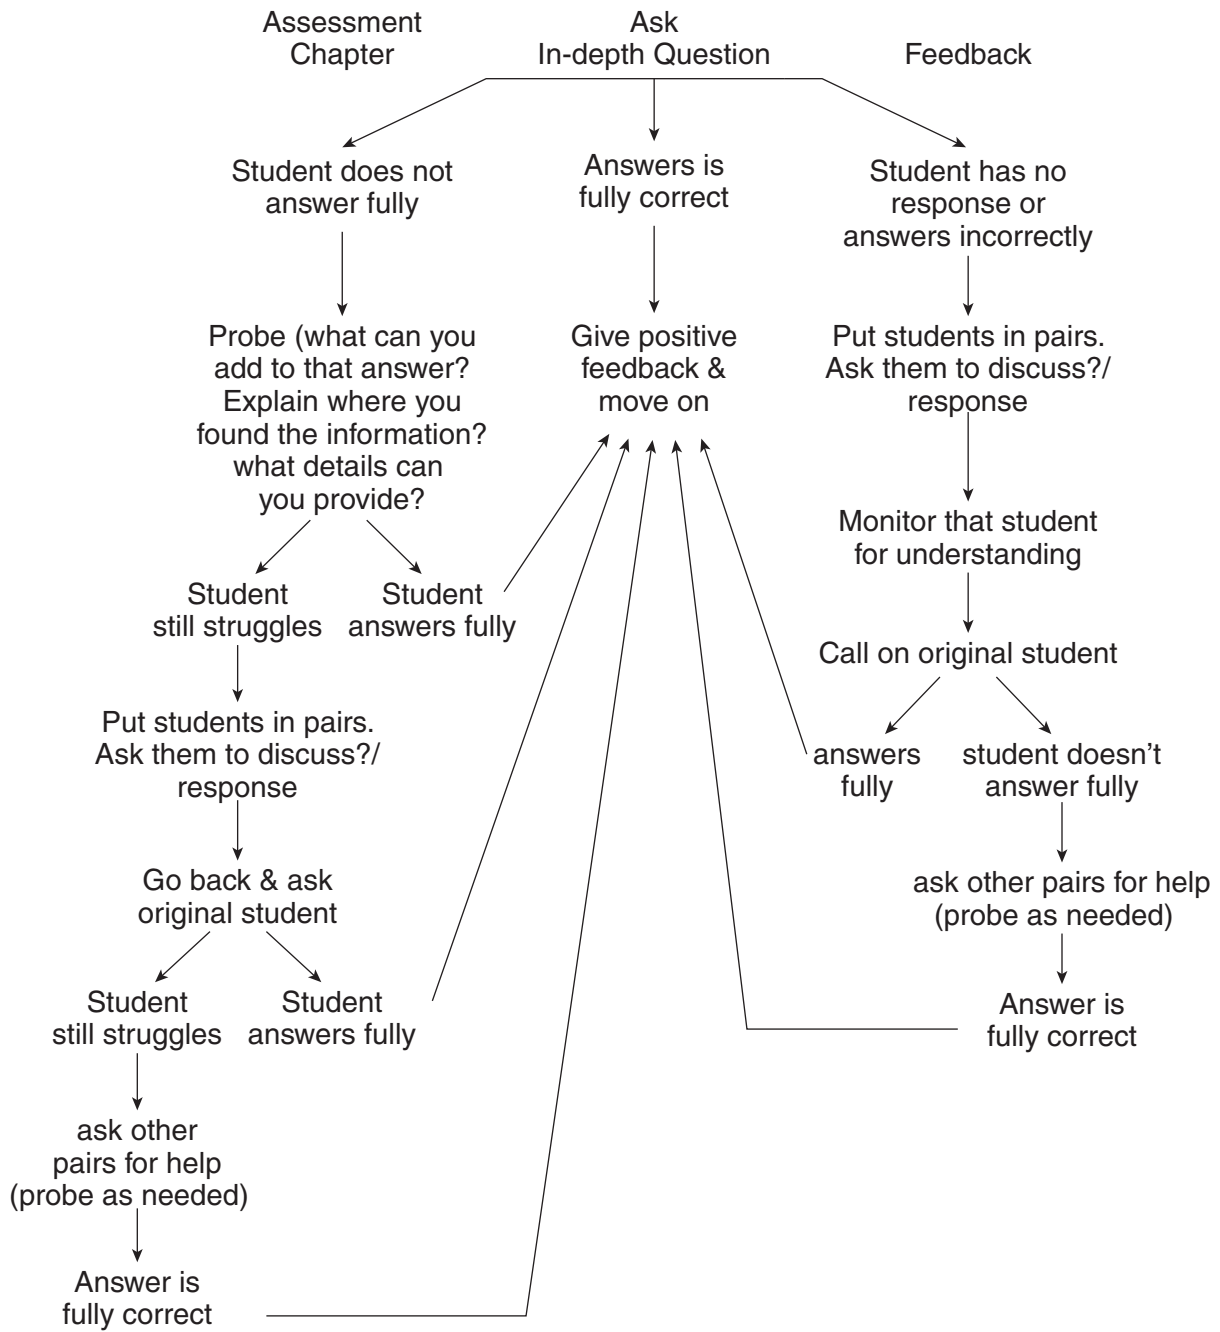 Assessment
Chapter
Ask
In-depth Question
Feedback
Student does not
answer fully
Answers is
fully correct
Student has no
response or
answers incorrectly
Probe (what can you
add to that answer?
Explain where you
found the information?
what details can
you provide?
Give positive
feedback &
move on
Put students in pairs.
Ask them to discuss?/
response
Monitor that student
for understanding
Student
still struggles
Student
answers fully
Call on original student
Put students in pairs.
Ask them to discuss?/
response
answers
fully
student doesn't
answer fully
Go back & ask
original student
ask other pairs for help
(probe as needed)
Student
still struggles
Student
answers fully
Answer is
fully correct
ask other
pairs for help
(probe as needed)
Answer is
fully correct